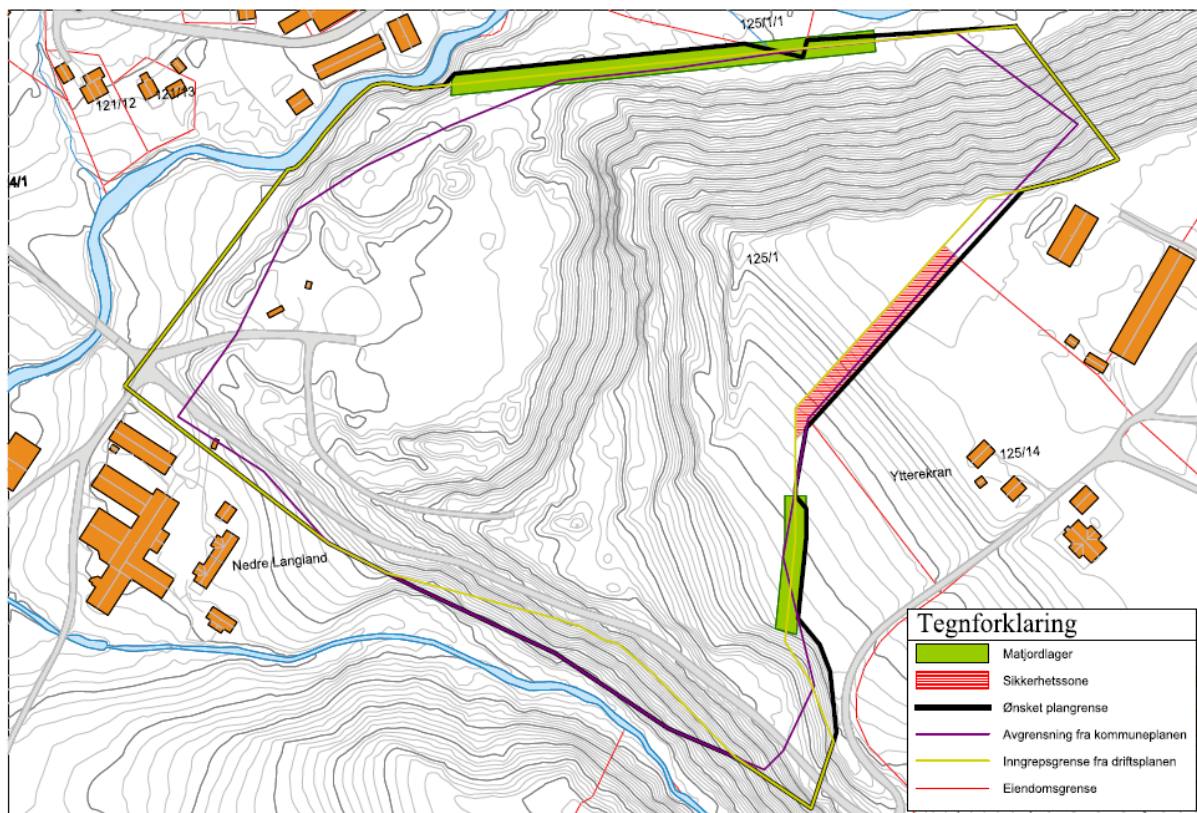 125/1/1
121/12
121/13
4/1
125/1
125/14
Ytterekran
Nedre Langland
Tegnforklaring
Matjordlager
Sikkerhetssone
Ønsket plangrense
Avgrensning fra kommuneplanen
Inngrepsgrense fra driftsplanen
Eiendomsgrense